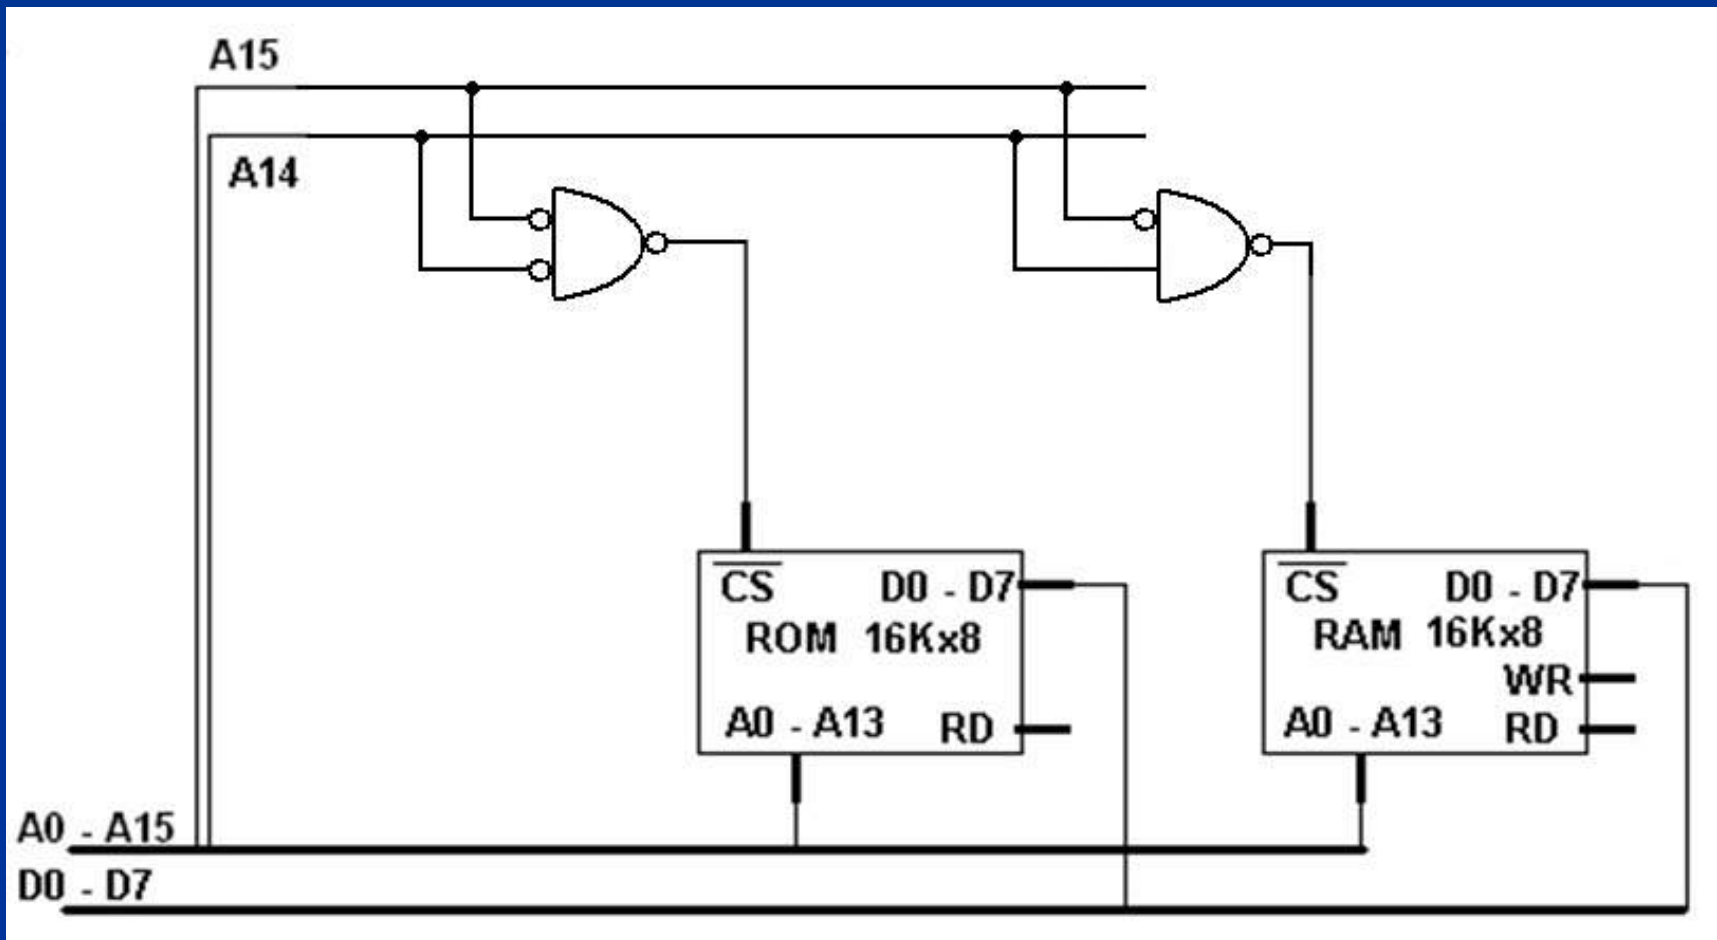 A15
A14
CS D0 - D7
ROM 16Kx8
A0 - A13 RD
CS D0 - D7
RAM 16Kx8
WR
A0 - A13 RD
A0 - A15
D0 - D7